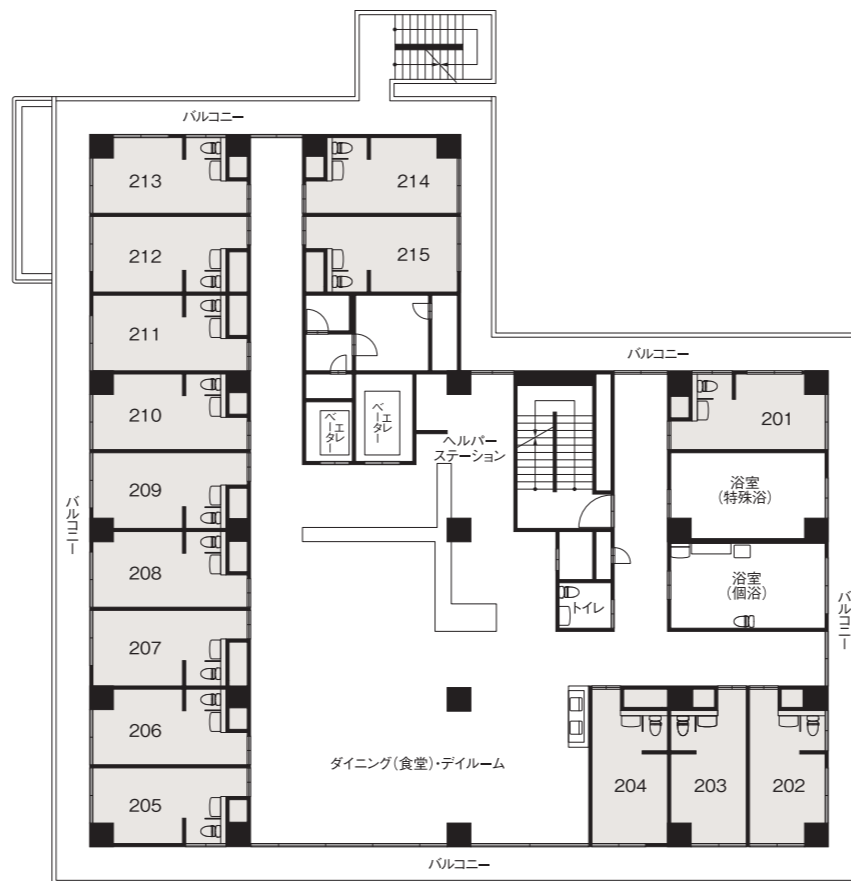 バルコニー
213
214
212
215
211
バルコニー
210
エレ
ベーター
エレ
ベーター
ヘルパー
ステーション
201
209
浴室
(特殊浴)
バルコニー
208
浴室
(個浴)
トイレ
バルコニー
207
206
ダイニング(食堂)・デイルーム
204
203
202
205
バルコニー